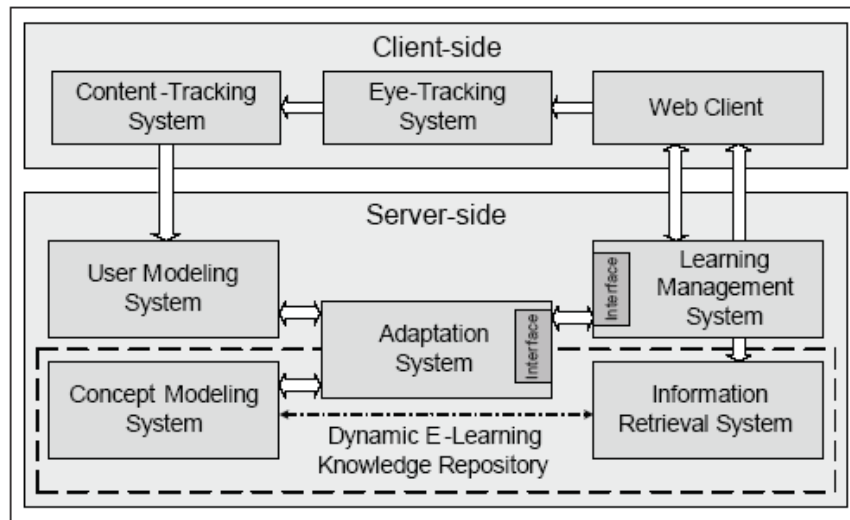 Client-side
Content-Tracking
System
Eye-Tracking
System
Web Client
Server-side
User Modeling
System
Adaptation
System
Interface
Interface
Learning
Management
System
Concept Modeling
System
Dynamic E-Learning
Knowledge Repository
Information
Retrieval System